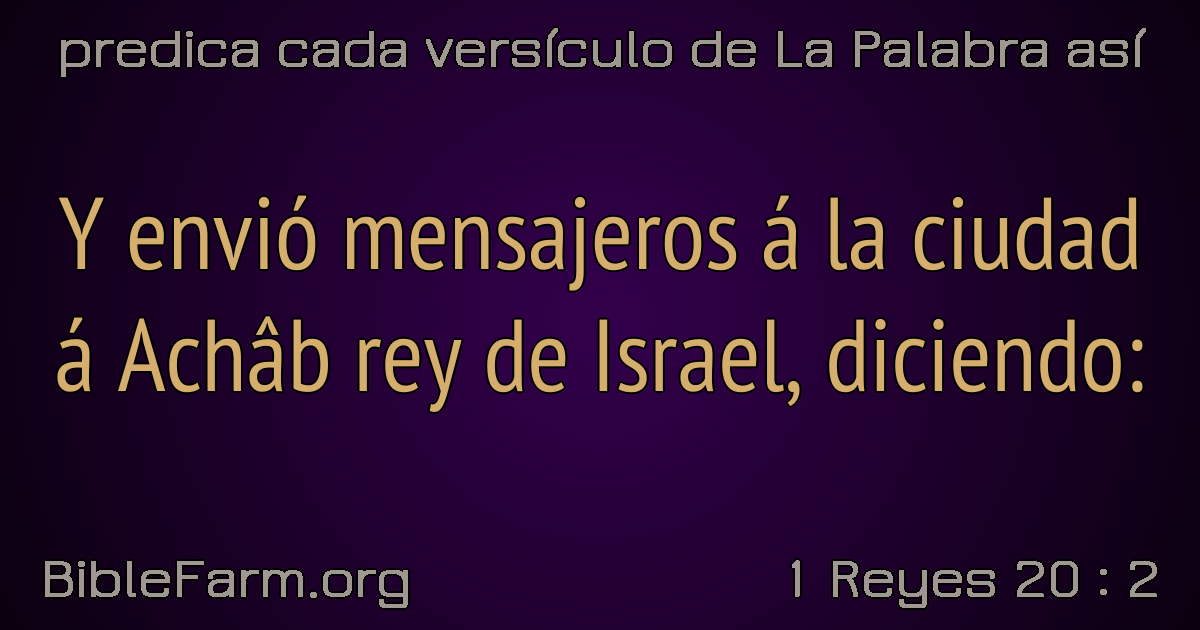 predica cada versículo de La Palabra así
Y envió mensajeros á la ciudad
á Achâb rey de Israel, diciendo:
BibleFarm.org
1 Reyes 20 : 2